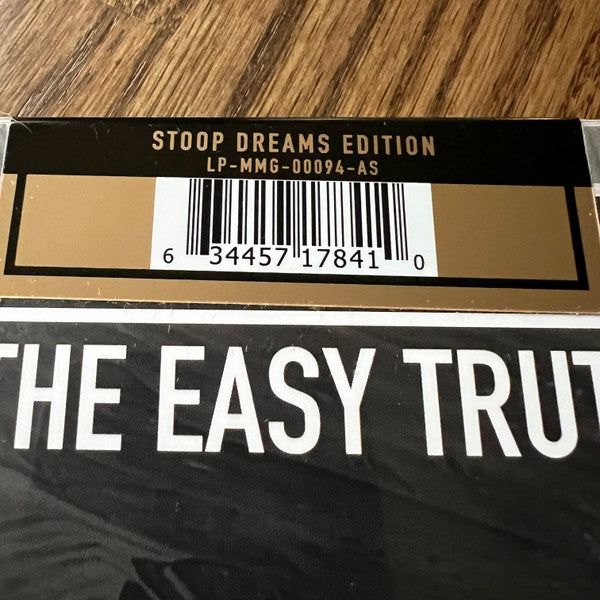 STOOP DREAMS EDITION
LP-MMG-00094-AS
6 34457 17841 0
THE EASY TRUT